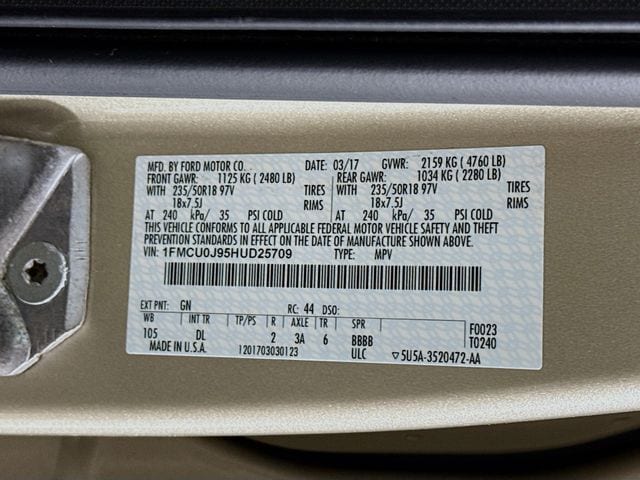 MFD. BY FORD MOTOR CO. DATE: 03/17 GVWR: 2159 KG ( 4760 LB)
FRONT GAWR: 1125 KG ( 2480 LB) REAR GAWR: 1034 KG ( 2280 LB)
WITH 235/50R18 97V TIRES WITH 235/50R18 97V TIRES
18x7.5J RIMS 18x7.5J RIMS
AT 240 kPa/ 35 PSI COLD AT 240 kPa/ 35 PSI COLD
THIS VEHICLE CONFORMS TO ALL APPLICABLE FEDERAL MOTOR VEHICLE SAFETY AND THEFT
PREVENTION STANDARDS IN EFFECT ON THE DATE OF MANUFACTURE SHOWN ABOVE.
VIN: 1FMCU0J95HUD25709 TYPE: MPV
EXT PNT: GN RC: 44 DSO:
WB INT TR TP/PS R AXLE TR SPR F0023
105 DL 2 3A 6 BBBB T0240
MADE IN U.S.A. 1201703030123 ULC ▽5U5A-3520472-AA